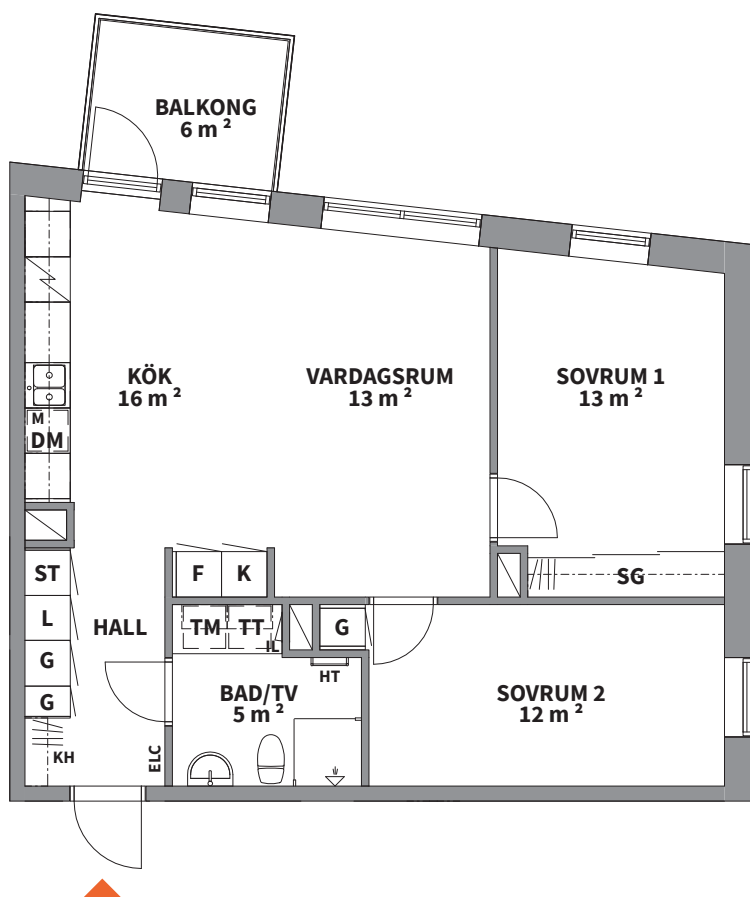 BALKONG
6 m ²
KÖK
16 m ²
VARDAGSRUM
13 m ²
SOVRUM 1
13 m ²
M
DM
ST
F
K
SG
L
HALL
TM
TT
G
IL
G
HT
BAD/TV
5 m ²
SOVRUM 2
12 m ²
G
KH
ELC